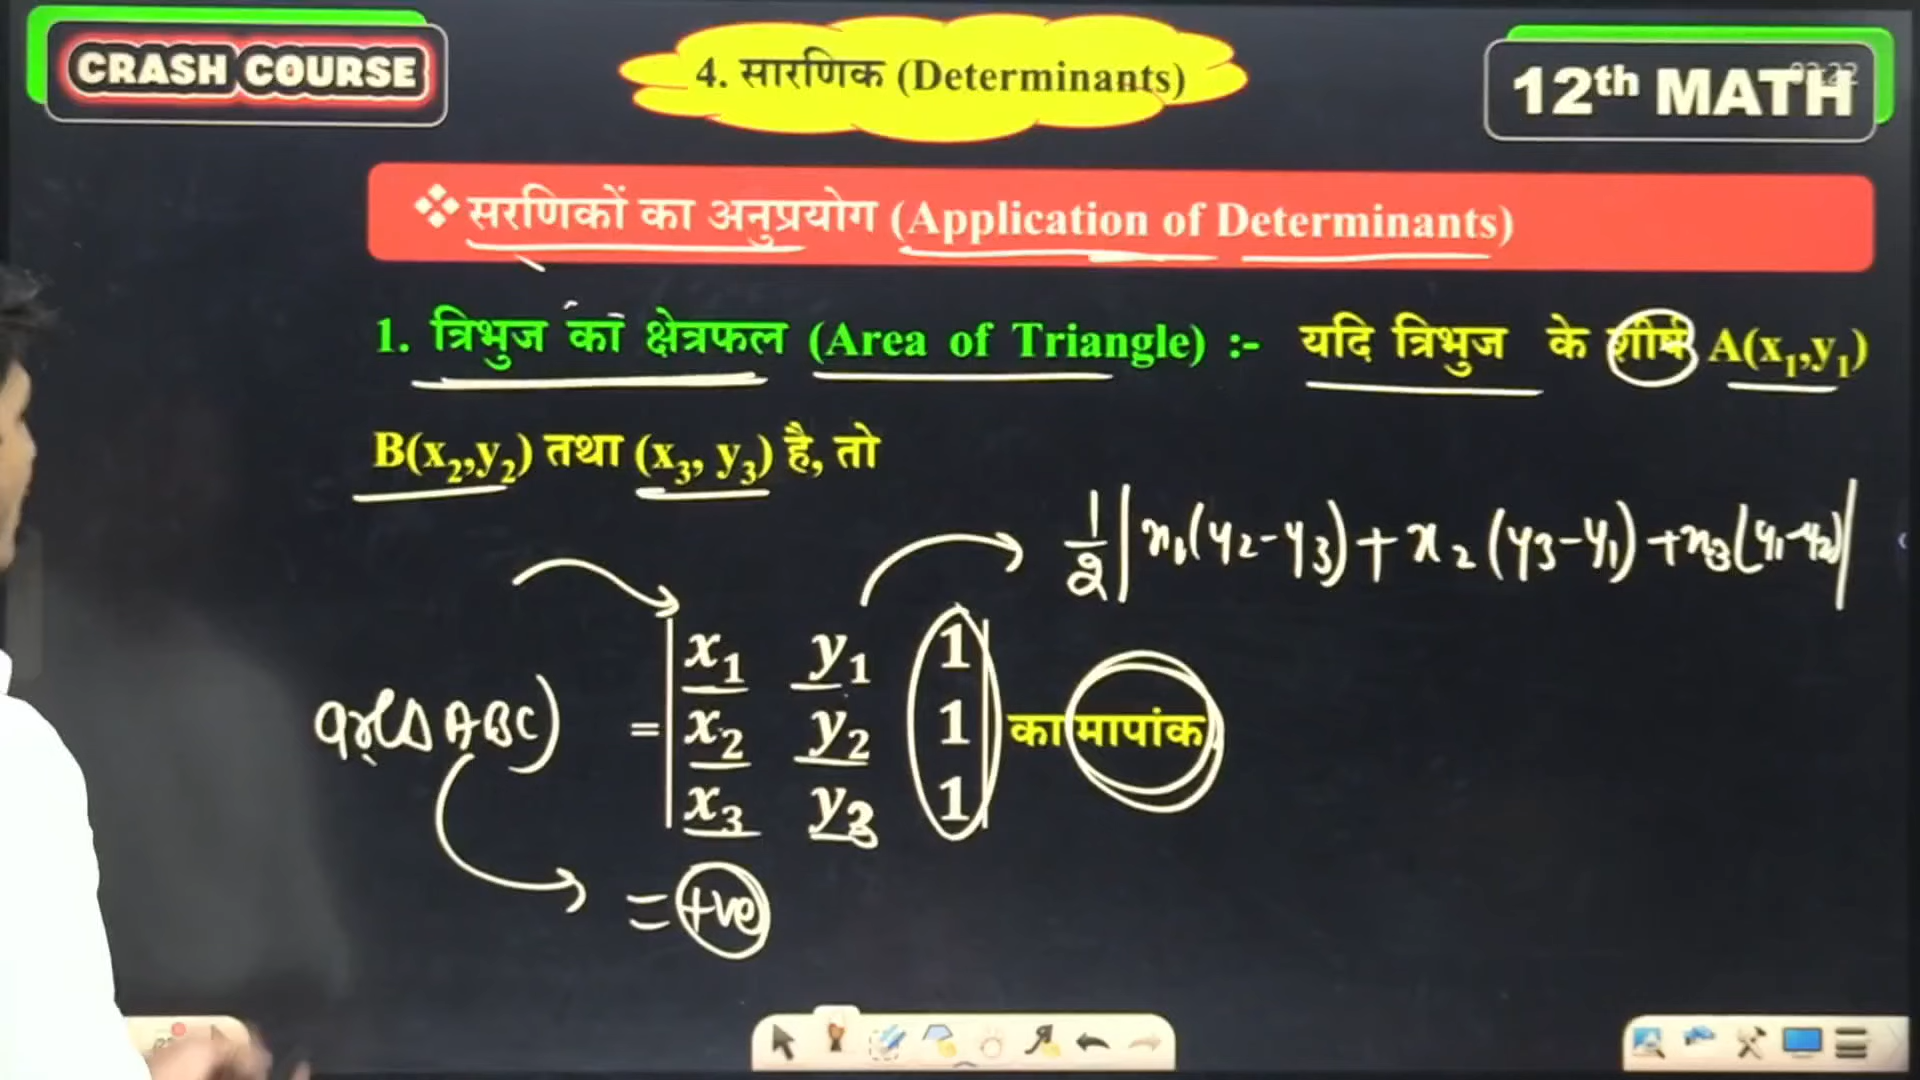 CRASH COURSE
4. सारणिक (Determinants)
12th MATH
❖सरणिकों का अनुप्रयोग (Application of Determinants)
1. त्रिभुज का क्षेत्रफल (Area of Triangle) :- यदि त्रिभुज के शीर्ष A(x₁,y₁)
B(x₂,y₂) तथा (x₃, y₃) है, तो
1/2 |x₁(y₂-y₃)+x₂(y₃-y₁)+x₃(y₁-y₂)|
ar(Δ ABC) = | x₁ y₁ 1 |
| x₂ y₂ 1 | का मापांक
| x₃ y₃ 1 |
= +ve